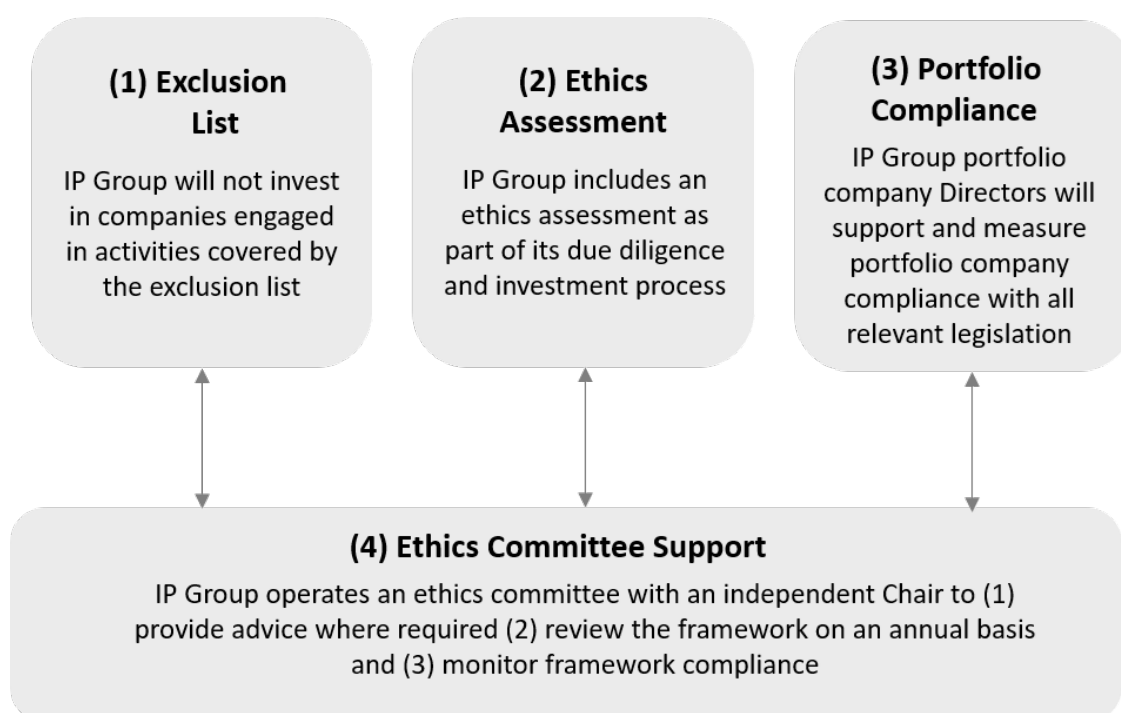 (1) Exclusion
List
IP Group will not invest
in companies engaged
in activities covered by
the exclusion list
(2) Ethics
Assessment
IP Group includes an
ethics assessment as
part of its due diligence
and investment process
(3) Portfolio
Compliance
IP Group portfolio
company Directors will
support and measure
portfolio company
compliance with all
relevant legislation
(4) Ethics Committee Support
IP Group operates an ethics committee with an independent Chair to (1)
provide advice where required (2) review the framework on an annual basis
and (3) monitor framework compliance